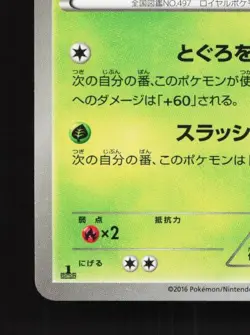 全国図鑑NO.497 ロイヤルポケ
とぐろを
次の自分の番、このポケモンが使
へのダメージは「+60」される。
スラッシ
次の自分の番、このポケモンは
弱点 抵抗力
×2
にげる
1
©2016 Pokémon/Nintendo